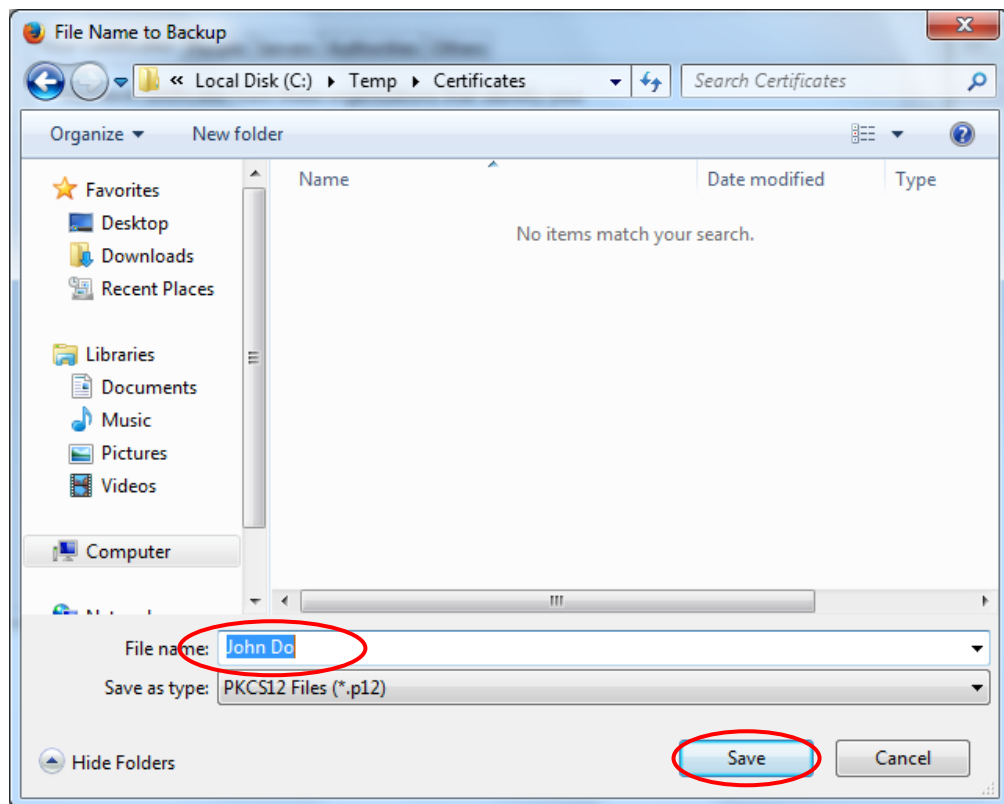 File Name to Backup
« Local Disk (C:) Temp Certificates
Search Certificates
Organize
New folder
Name
Date modified
Type
Favorites
Desktop
Downloads
Recent Places
Libraries
Documents
Music
Pictures
Videos
Computer
No items match your search.
File name: John Do
Save as type: PKCS12 Files (*.p12)
Hide Folders
Save
Cancel